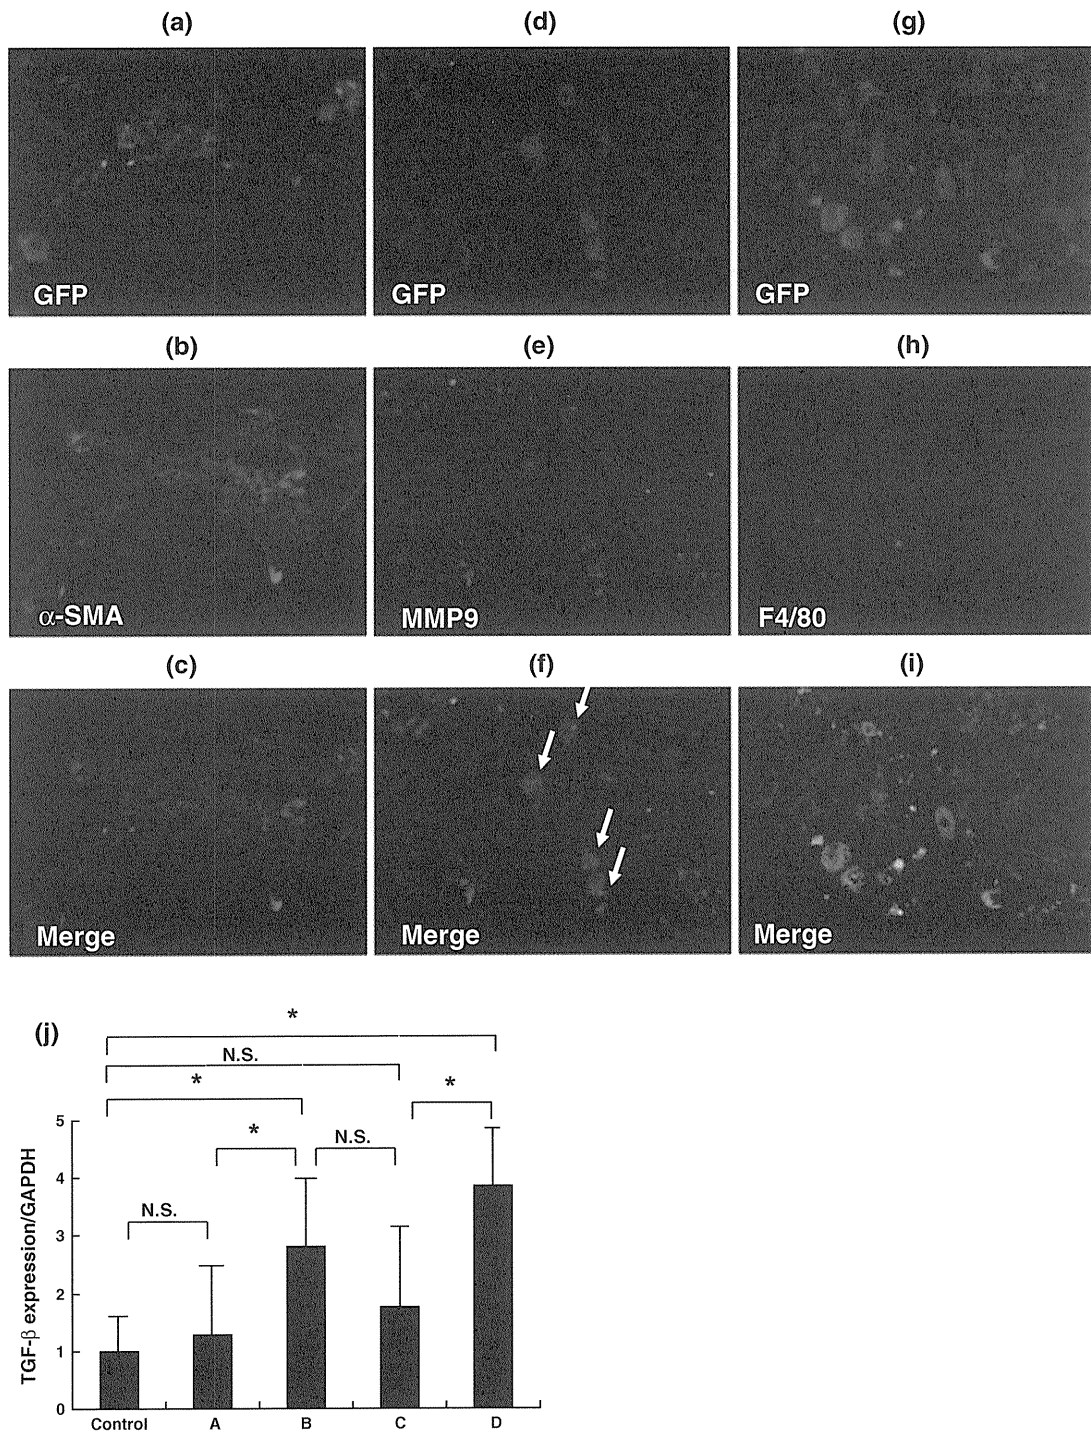 (a) (d) (g)
GFP GFP GFP
(b) (e) (h)
α-SMA MMP9 F4/80
(c) (f) (i)
Merge Merge Merge
(j)
*
N.S.
* *
* N.S.
N.S.
TGF-β expression/GAPDH
5
4
3
2
1
0
Control A B C D